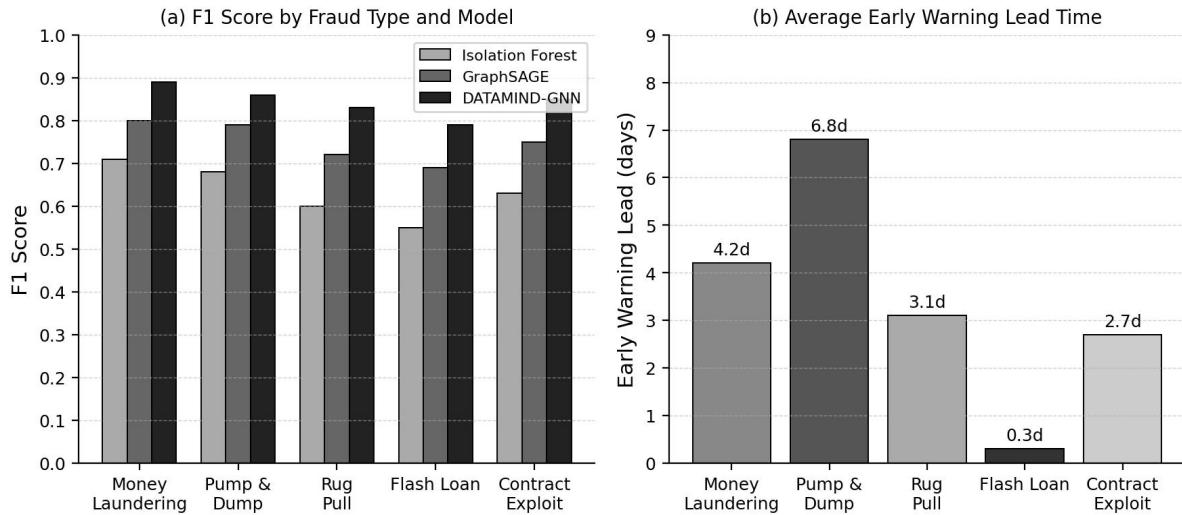 (a) F1 Score by Fraud Type and Model
F1 Score
1.0
0.9
0.8
0.7
0.6
0.5
0.4
0.3
0.2
0.1
0.0
Isolation Forest
GraphSAGE
DATAMIND-GNN
Money
Laundering
Pump &
Dump
Rug
Pull
Flash Loan
Contract
Exploit
(b) Average Early Warning Lead Time
Early Warning Lead (days)
9
8
7
6
5
4
3
2
1
0
4.2d
6.8d
3.1d
0.3d
2.7d
Money
Laundering
Pump &
Dump
Rug
Pull
Flash Loan
Contract
Exploit